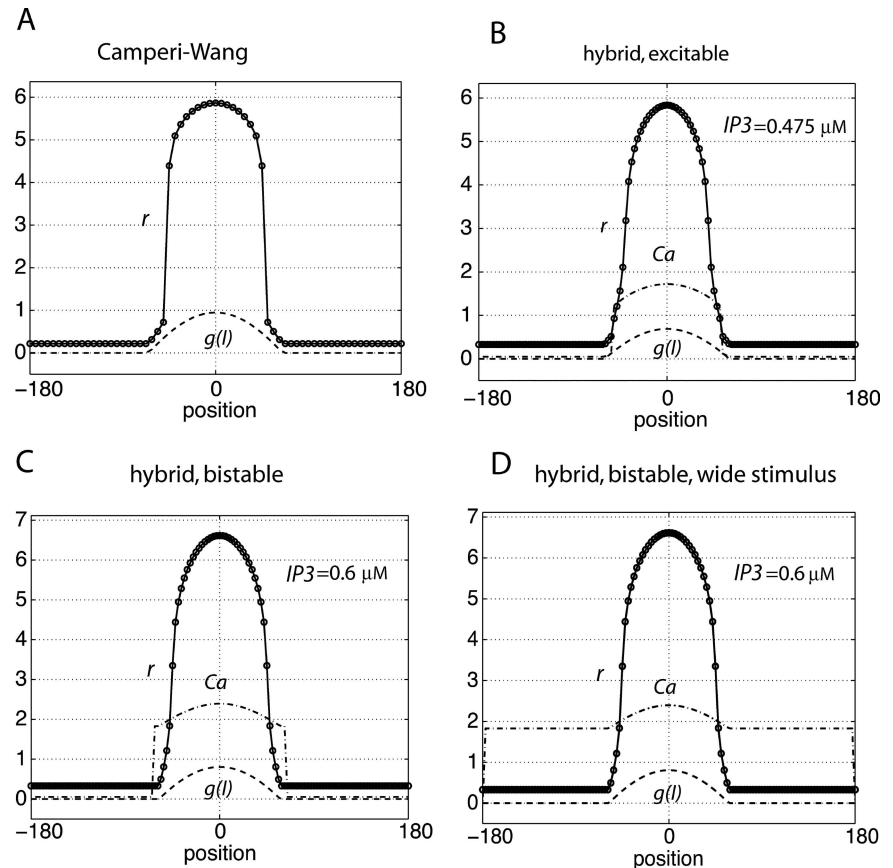 A
Camperi-Wang
6
5
4
3
2
1
0
r
g(I)
−180
0
180
position
B
hybrid, excitable
6
5
4
3
2
1
0
IP3=0.475 μM
r
Ca
g(I)
−180
0
180
position
C
hybrid, bistable
7
6
5
4
3
2
1
0
IP3=0.6 μM
r
Ca
g(I)
−180
0
180
position
D
hybrid, bistable, wide stimulus
7
6
5
4
3
2
1
0
IP3=0.6 μM
r
Ca
g(I)
−180
0
180
position